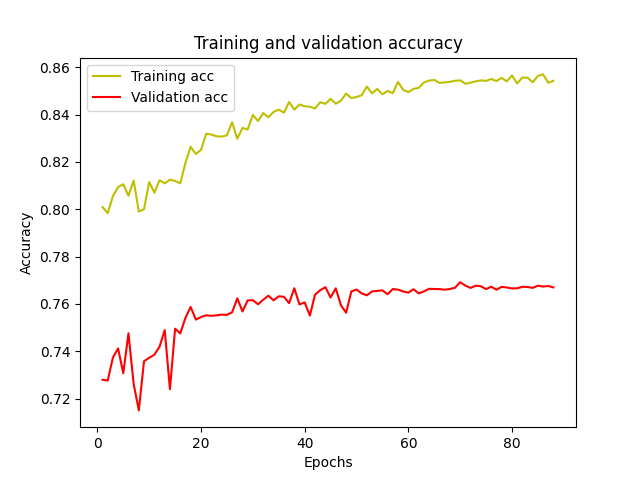 Training and validation accuracy
Training acc
Validation acc
0.86
0.84
0.82
0.80
0.78
0.76
0.74
0.72
Accuracy
0
20
40
60
80
Epochs